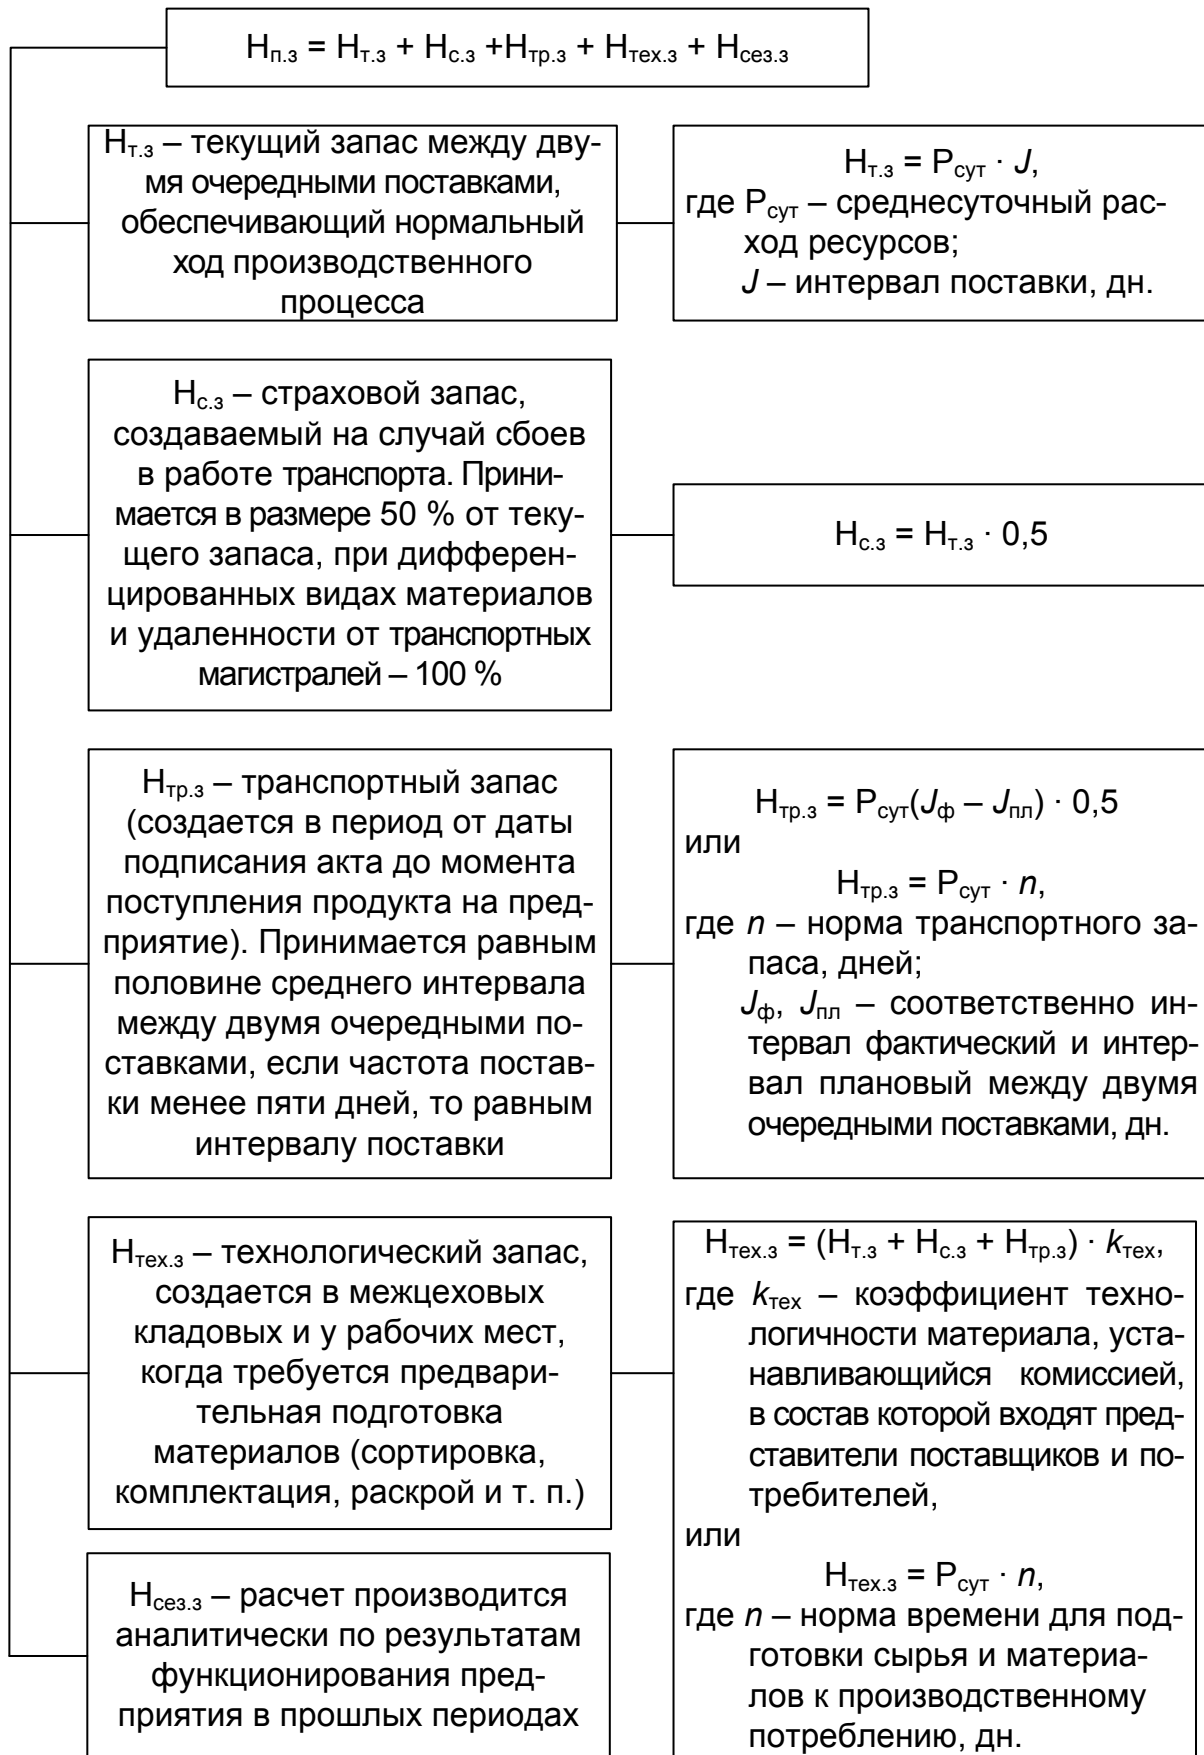 Нп.з = Нт.з + Нс.з +Нтр.з + Нтех.з + Нсез.з
Нт.з – текущий запас между дву-
мя очередными поставками,
обеспечивающий нормальный
ход производственного
процесса
Нт.з = Рсут · J,
где Рсут – среднесуточный рас-
ход ресурсов;
J – интервал поставки, дн.
Нс.з – страховой запас,
создаваемый на случай сбоев
в работе транспорта. Прини-
мается в размере 50 % от теку-
щего запаса, при дифферен-
цированных видах материалов
и удаленности от транспортных
магистралей – 100 %
Нс.з = Нт.з · 0,5
Нтр.з – транспортный запас
(создается в период от даты
подписания акта до момента
поступления продукта на пред-
приятие). Принимается равным
половине среднего интервала
между двумя очередными по-
ставками, если частота постав-
ки менее пяти дней, то равным
интервалу поставки
Нтр.з = Рсут(Jф – Jпл) · 0,5
или
Нтр.з = Рсут · n,
где n – норма транспортного за-
паса, дней;
Jф, Jпл – соответственно ин-
тервал фактический и интер-
вал плановый между двумя
очередными поставками, дн.
Нтех.з – технологический запас,
создается в межцеховых
кладовых и у рабочих мест,
когда требуется предвари-
тельная подготовка
материалов (сортировка,
комплектация, раскрой и т. п.)
Нтех.з = (Нт.з + Нс.з + Нтр.з) · kтех,
где kтех – коэффициент техно-
логичности материала, уста-
навливающийся комиссией,
в состав которой входят пред-
ставители поставщиков и по-
требителей,
или
Нтех.з = Рсут · n,
где n – норма времени для под-
готовки сырья и материа-
лов к производственному
потреблению, дн.
Нсез.з – расчет производится
аналитически по результатам
функционирования пред-
приятия в прошлых периодах